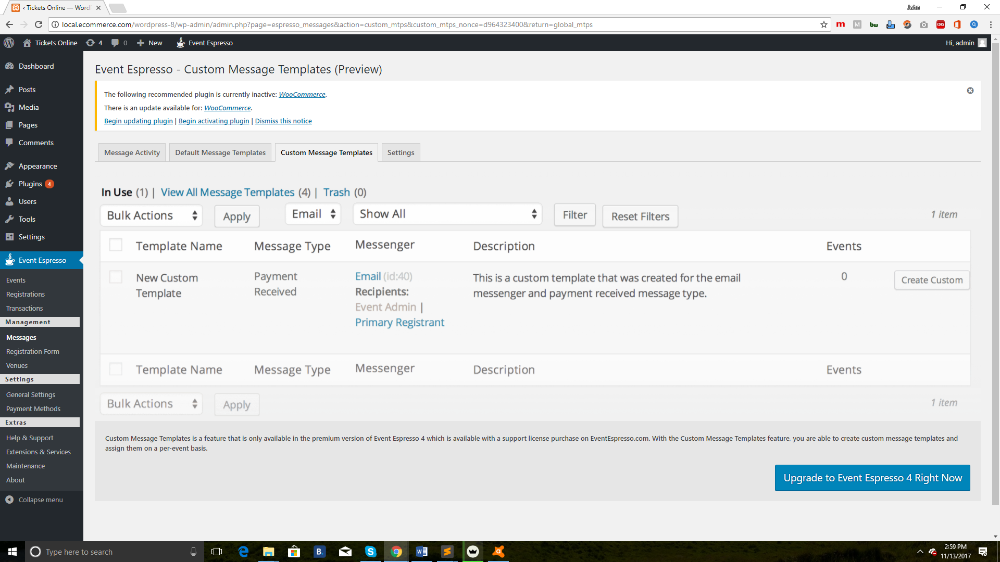 ‹ Tickets Online — Word
John
local.ecommerce.com/wordpress-8/wp-admin/admin.php?page=espresso_messages&action=custom_mtps&custom_mtps_nonce=d964323400&return=global_mtps
m M bw CORS
Tickets Online 4 0 New Event Espresso Hi, admin
Dashboard
Posts
Media
Pages
Comments
Appearance
Plugins 4
Users
Tools
Settings
Event Espresso
Events
Registrations
Transactions
Management
Messages
Registration Form
Venues
Settings
General Settings
Payment Methods
Extras
Help & Support
Extensions & Services
Maintenance
About
Collapse menu
Event Espresso - Custom Message Templates (Preview)
The following recommended plugin is currently inactive: WooCommerce.
There is an update available for: WooCommerce.
Begin updating plugin | Begin activating plugin | Dismiss this notice
Message Activity Default Message Templates Custom Message Templates Settings
In Use (1) | View All Message Templates (4) | Trash (0)
Bulk Actions Apply Email Show All Filter Reset Filters 1 item
Template Name Message Type Messenger Description Events
New Custom Template
Payment Received
Email (id:40)
Recipients:
Event Admin |
Primary Registrant
This is a custom template that was created for the email
messenger and payment received message type.
0
Create Custom
Template Name Message Type Messenger Description Events
Bulk Actions Apply 1 item
Custom Message Templates is a feature that is only available in the premium version of Event Espresso 4 which is available with a support license purchase on EventEspresso.com. With the Custom Message Templates feature, you are able to create custom message templates and
assign them on a per-event basis.
Upgrade to Event Espresso 4 Right Now
Type here to search
B.
2:59 PM
11/13/2017